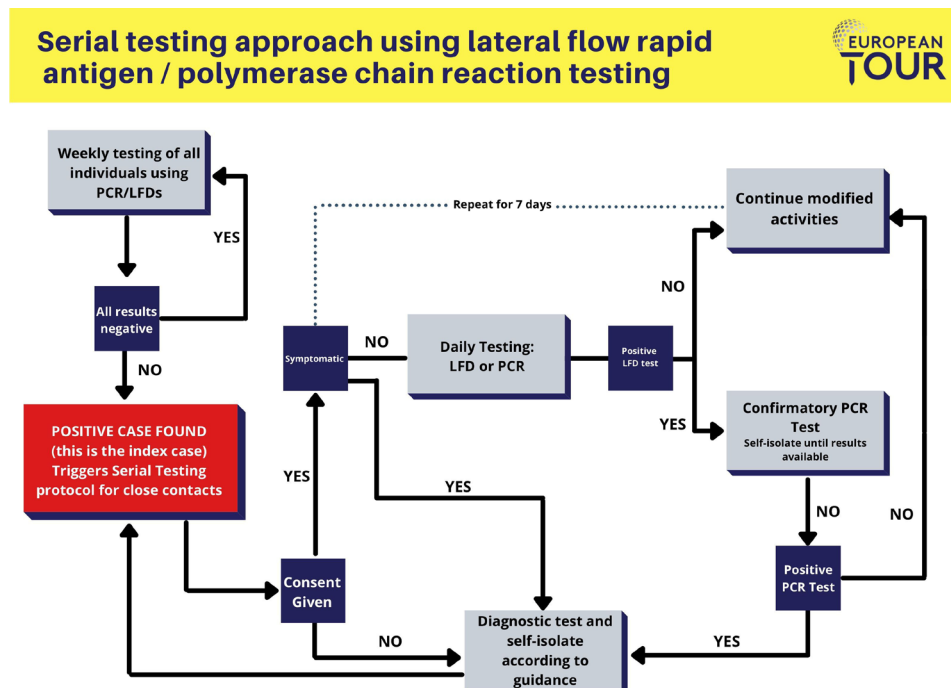 Serial testing approach using lateral flow rapid
antigen / polymerase chain reaction testing
EUROPEAN
TOUR
Weekly testing of all
individuals using
PCR/LFDs
YES
All results
negative
NO
POSITIVE CASE FOUND
(this is the index case)
Triggers Serial Testing
protocol for close contacts
Consent
Given
YES
NO
Symptomatic
NO
YES
Repeat for 7 days
Daily Testing:
LFD or PCR
Positive
LFD test
NO
YES
Continue modified
activities
Confirmatory PCR
Test
Self-isolate until results
available
NO
Positive
PCR Test
NO
YES
Diagnostic test and
self-isolate
according to
guidance